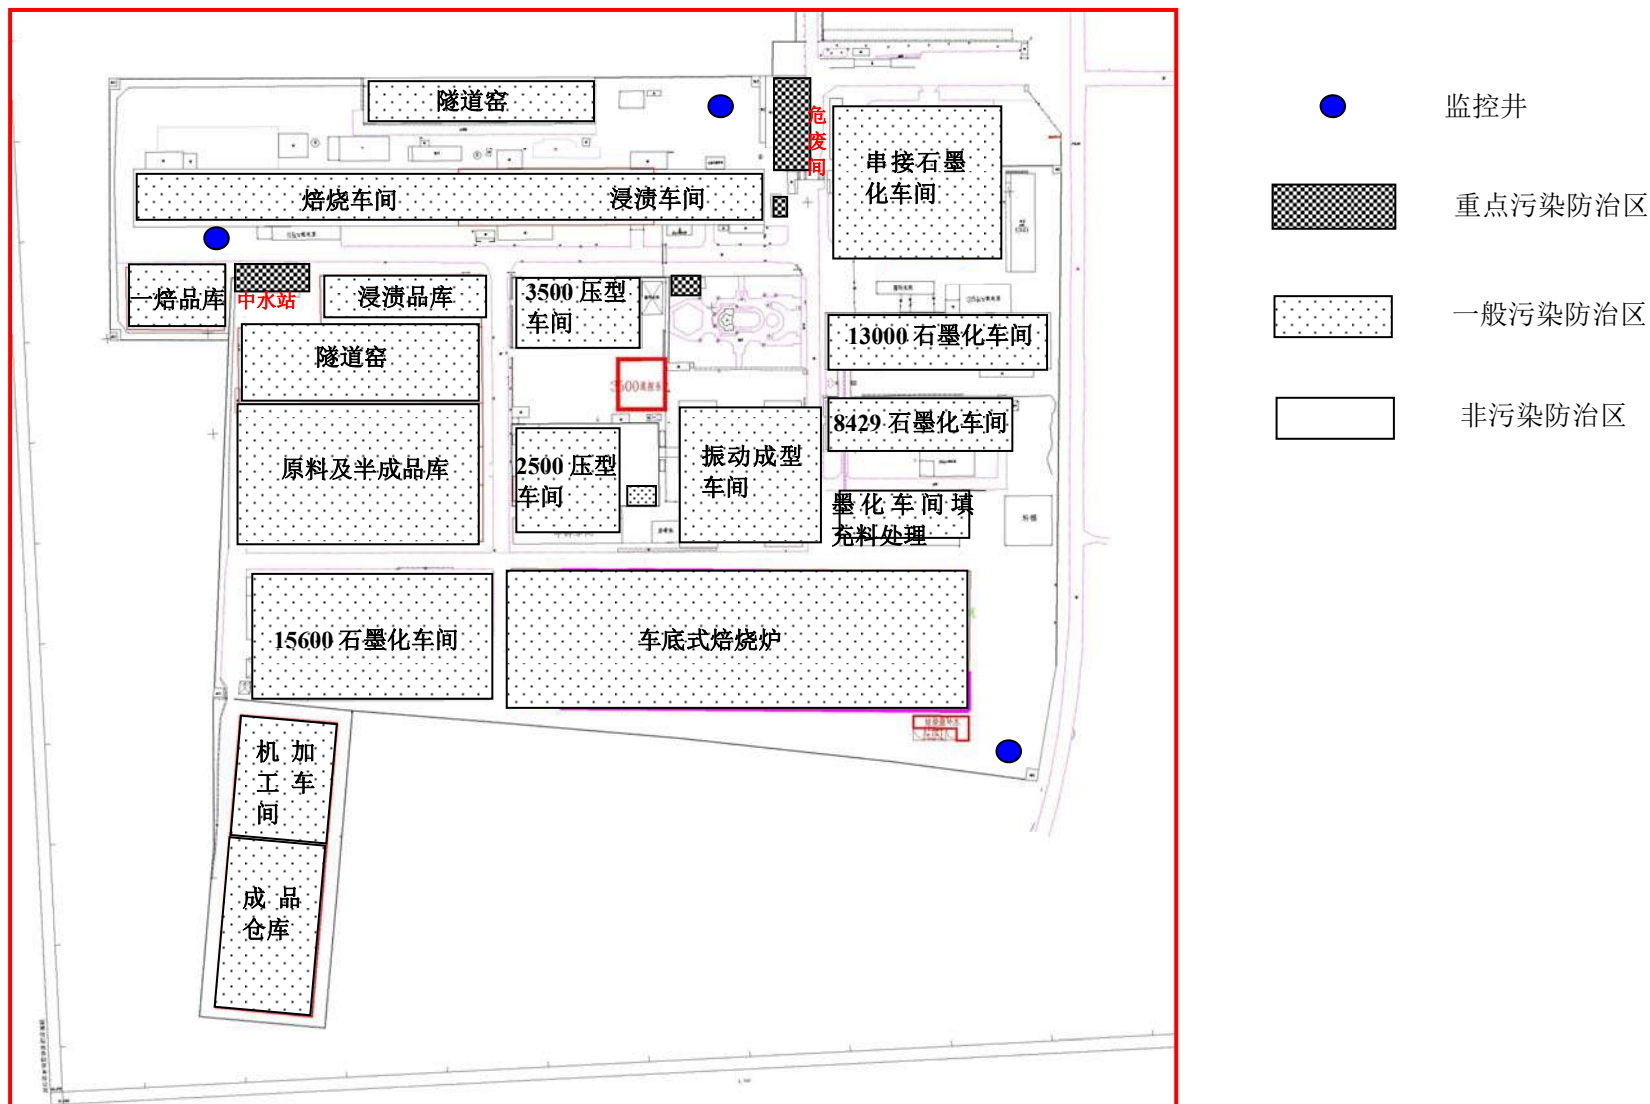 隧道窑
危
废
间
串接石墨
化车间
焙烧车间
浸渍车间
一焙品库
中水站
浸渍品库
3500 压型
车间
隧道窑
13000 石墨化车间
8429 石墨化车间
原料及半成品库
2500 压型
车间
振动成型
车间
墨化车间填
充料处理
15600 石墨化车间
车底式焙烧炉
机 加
工 车
间
成 品
仓库
监控井
重点污染防治区
一般污染防治区
非污染防治区